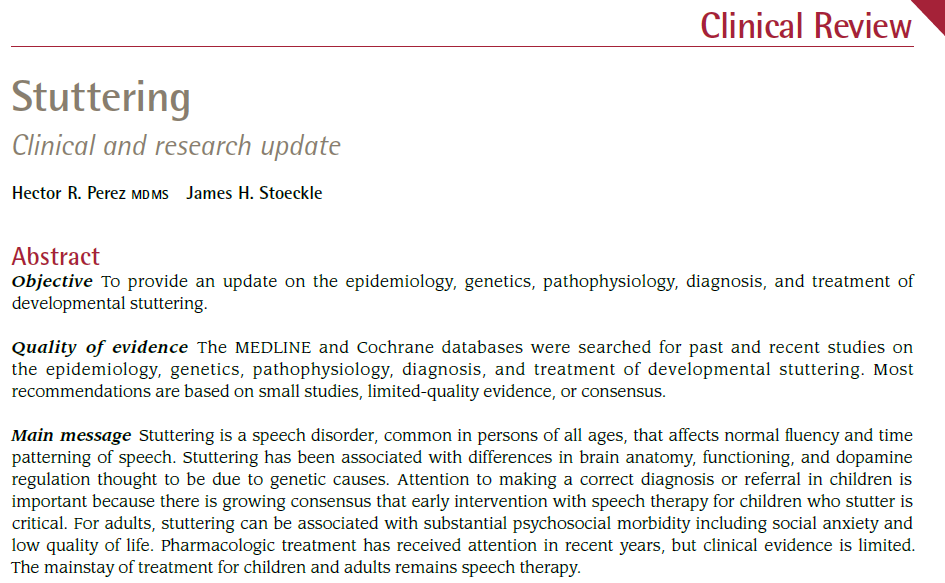 Clinical Review
Stuttering
Clinical and research update
Hector R. Perez MD MS James H. Stoeckle
Abstract
Objective To provide an update on the epidemiology, genetics, pathophysiology, diagnosis, and treatment of
developmental stuttering.
Quality of evidence The MEDLINE and Cochrane databases were searched for past and recent studies on
the epidemiology, genetics, pathophysiology, diagnosis, and treatment of developmental stuttering. Most
recommendations are based on small studies, limited-quality evidence, or consensus.
Main message Stuttering is a speech disorder, common in persons of all ages, that affects normal fluency and time
patterning of speech. Stuttering has been associated with differences in brain anatomy, functioning, and dopamine
regulation thought to be due to genetic causes. Attention to making a correct diagnosis or referral in children is
important because there is growing consensus that early intervention with speech therapy for children who stutter is
critical. For adults, stuttering can be associated with substantial psychosocial morbidity including social anxiety and
low quality of life. Pharmacologic treatment has received attention in recent years, but clinical evidence is limited.
The mainstay of treatment for children and adults remains speech therapy.